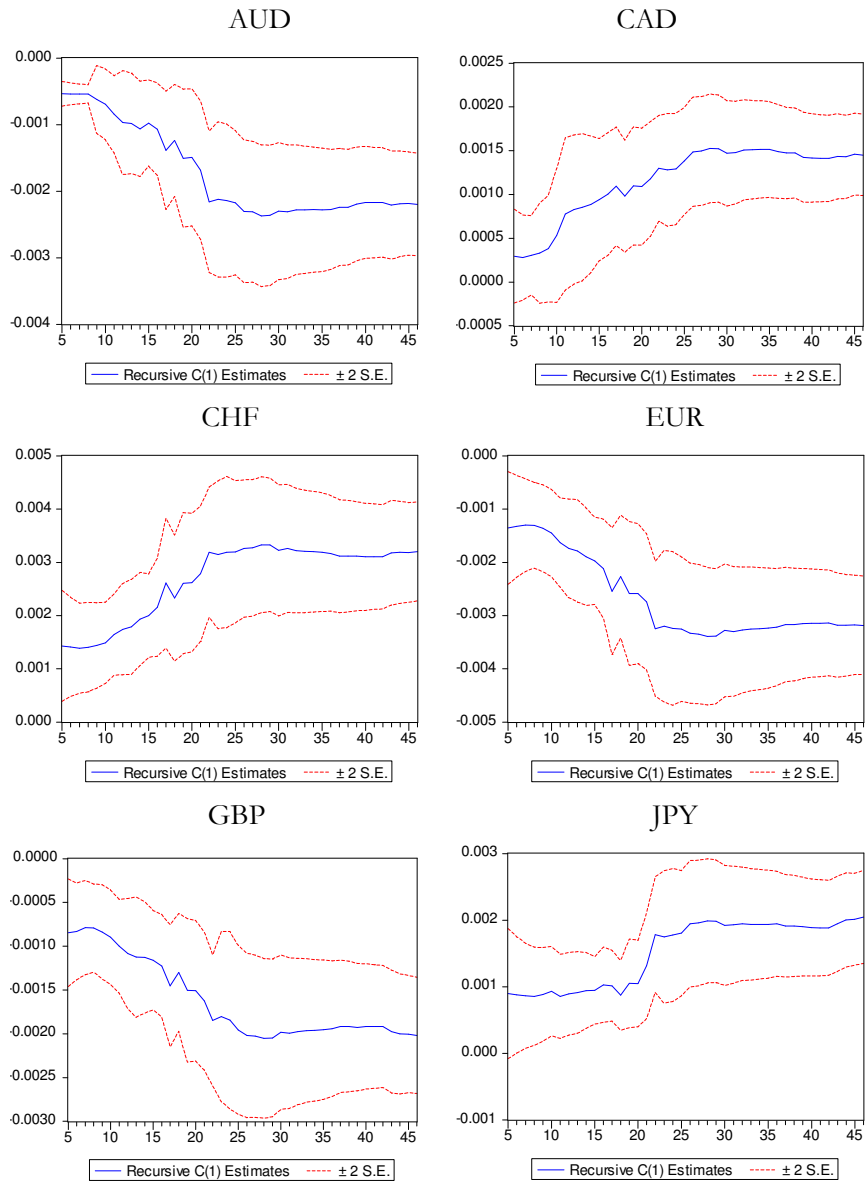 AUD
0.000
-0.001
-0.002
-0.003
-0.004
5 10 15 20 25 30 35 40 45
Recursive C(1) Estimates ± 2 S.E.
CAD
0.0025
0.0020
0.0015
0.0010
0.0005
0.0000
-0.0005
5 10 15 20 25 30 35 40 45
Recursive C(1) Estimates ± 2 S.E.
CHF
0.005
0.004
0.003
0.002
0.001
0.000
5 10 15 20 25 30 35 40 45
Recursive C(1) Estimates ± 2 S.E.
EUR
0.000
-0.001
-0.002
-0.003
-0.004
-0.005
5 10 15 20 25 30 35 40 45
Recursive C(1) Estimates ± 2 S.E.
GBP
0.0000
-0.0005
-0.0010
-0.0015
-0.0020
-0.0025
-0.0030
5 10 15 20 25 30 35 40 45
Recursive C(1) Estimates ± 2 S.E.
JPY
0.003
0.002
0.001
0.000
-0.001
5 10 15 20 25 30 35 40 45
Recursive C(1) Estimates ± 2 S.E.